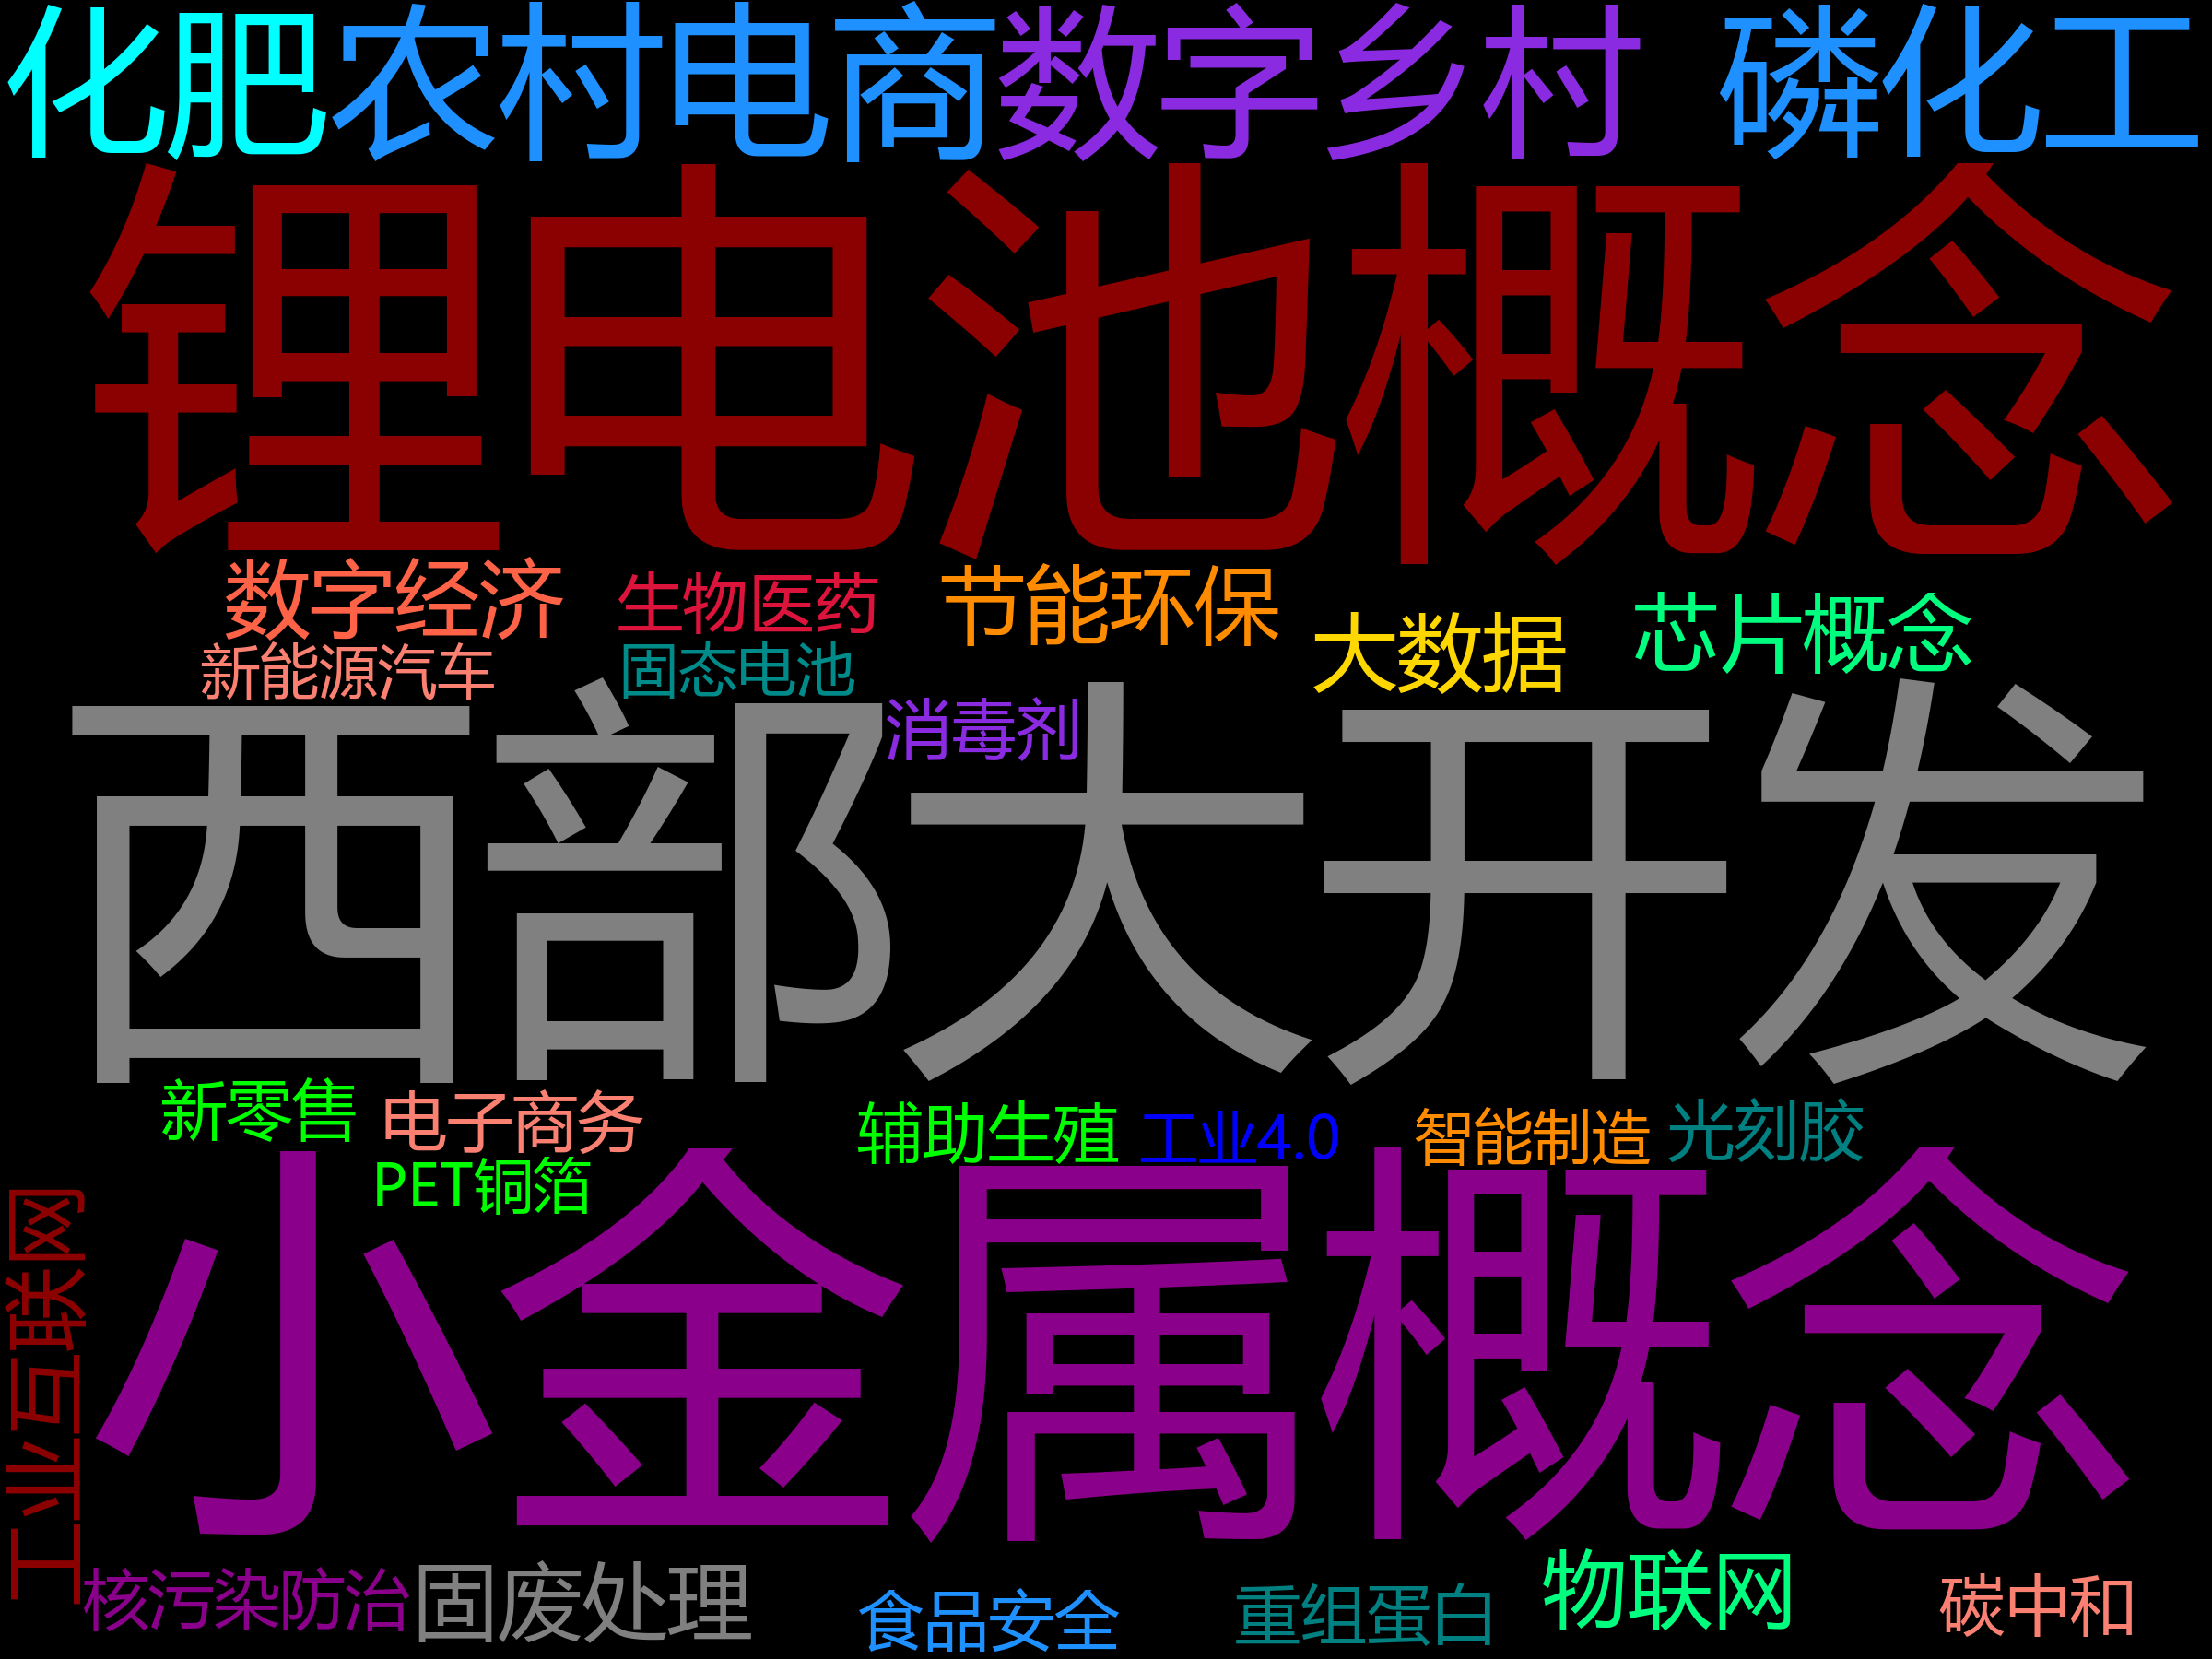 化肥
农村电商
数字乡村
磷化工
锂电池概念
数字经济
生物医药
节能环保
大数据
芯片概念
新能源汽车
固态电池
消毒剂
西部大开发
新零售
电子商务
辅助生殖
工业4.0
智能制造
光刻胶
PET铜箔
工业互联网
小金属概念
核污染防治
固废处理
食品安全
重组蛋白
物联网
碳中和